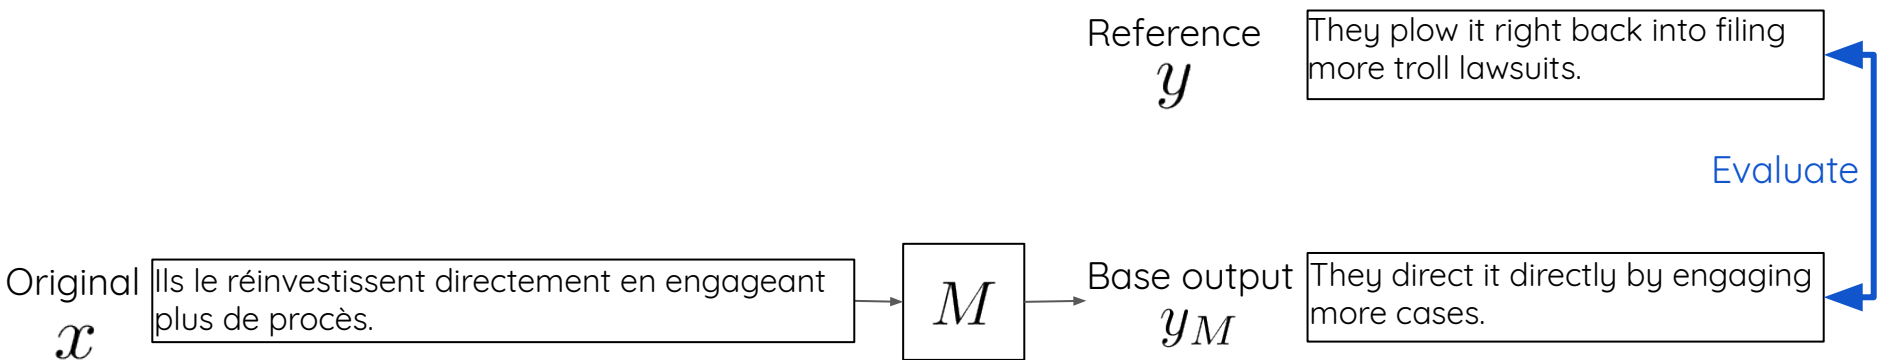 Reference
y
They plow it right back into filing
more troll lawsuits.
Evaluate
Original
x
Ils le réinvestissent directement en engageant
plus de procès.
M
Base output
y_M
They direct it directly by engaging
more cases.